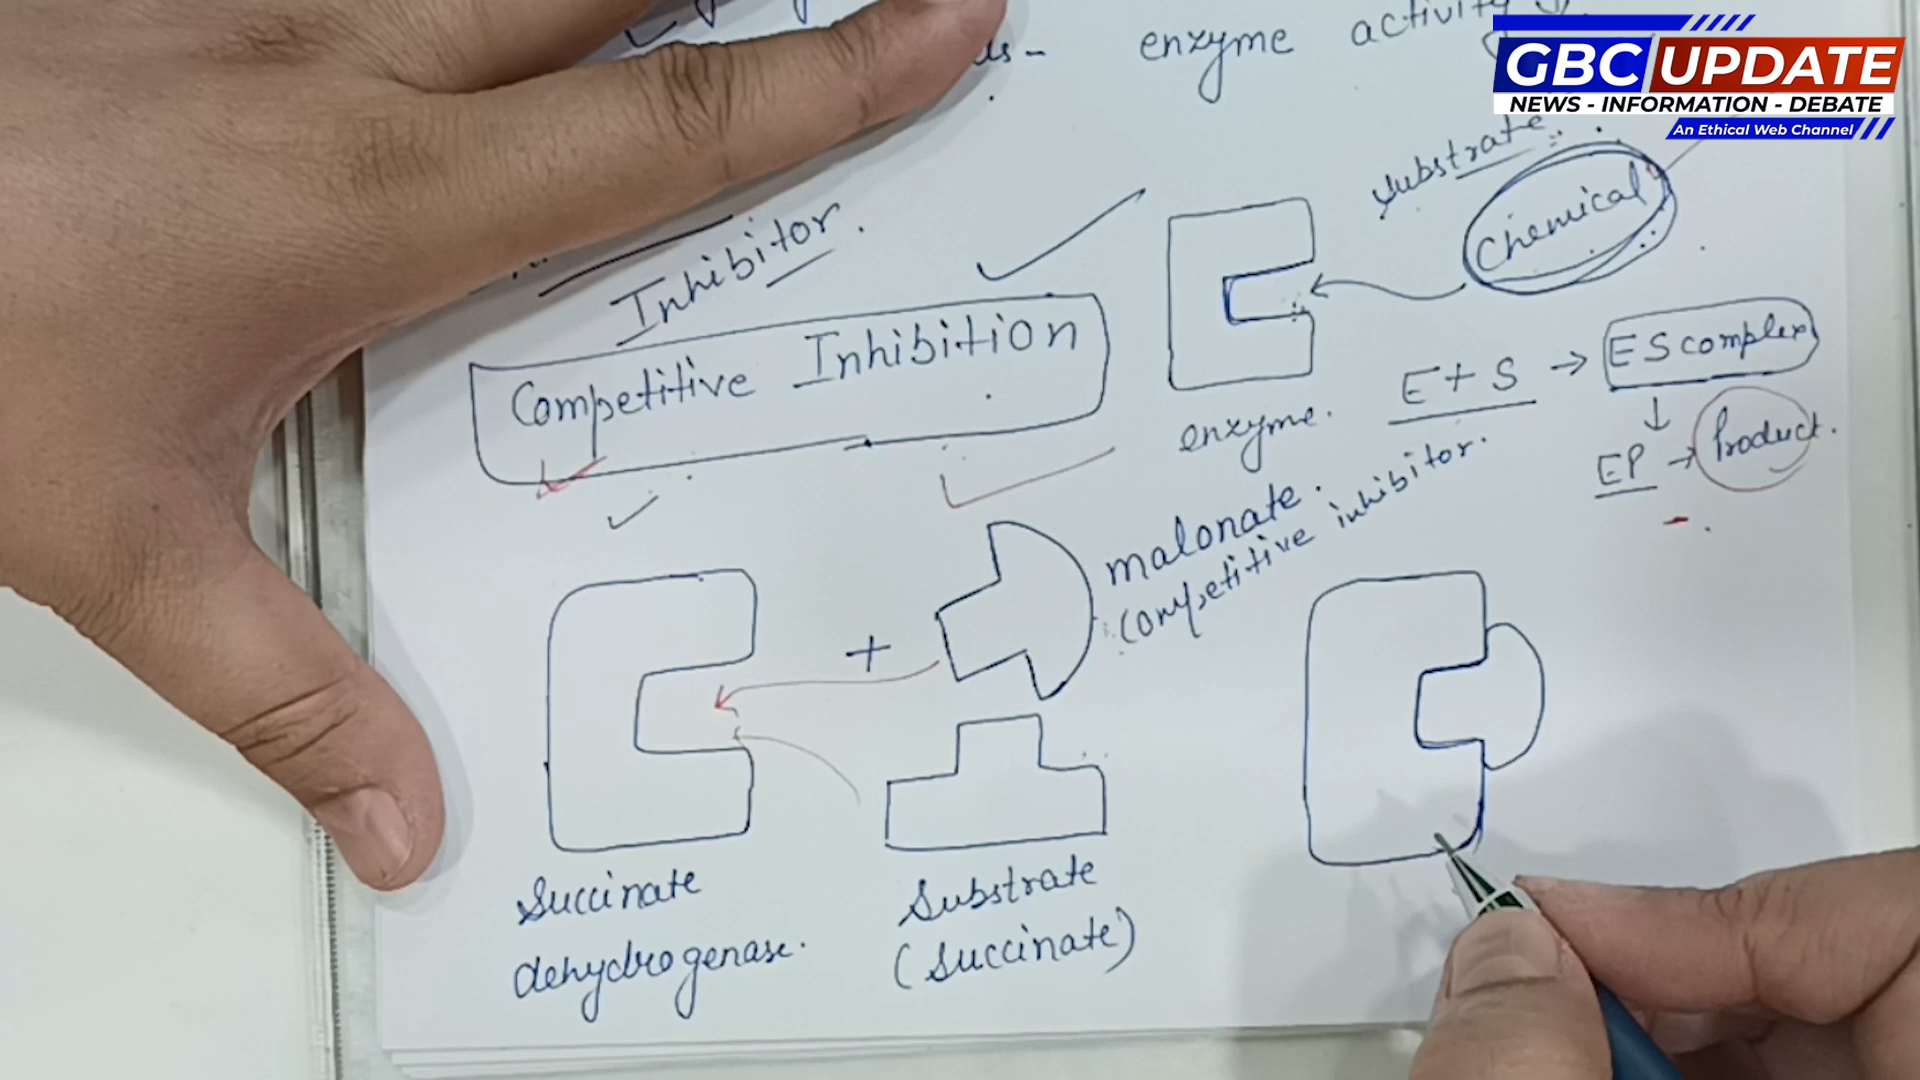 enzyme activity
GBC UPDATE
NEWS - INFORMATION - DEBATE
An Ethical Web Channel
Inhibitor.
Competitive Inhibition
substrate
chemical
enzyme.
E + S → ES complex
↓
EP → Product.
malonate.
competitive inhibitor.
+
Succinate
dehydrogenase.
Substrate
(Succinate)